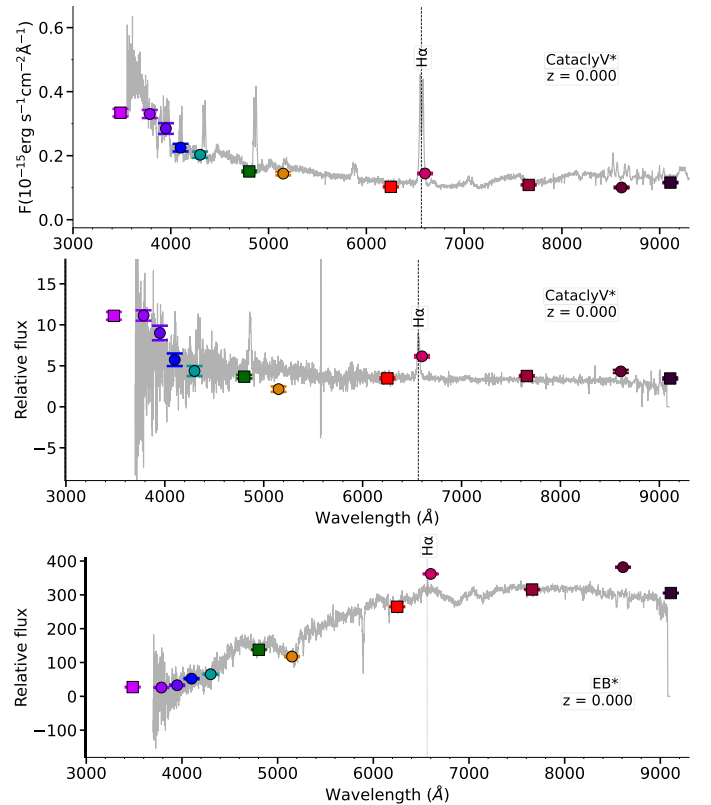 0.6
0.4
0.2
0.0
F(10⁻¹⁵erg s⁻¹cm⁻²Å⁻¹)
Hα
CataclyV*
z = 0.000
3000 4000 5000 6000 7000 8000 9000
15
10
5
0
−5
Relative flux
Hα
CataclyV*
z = 0.000
3000 4000 5000 6000 7000 8000 9000
Wavelength (Å)
400
300
200
100
0
−100
Relative flux
Hα
EB*
z = 0.000
3000 4000 5000 6000 7000 8000 9000
Wavelength (Å)